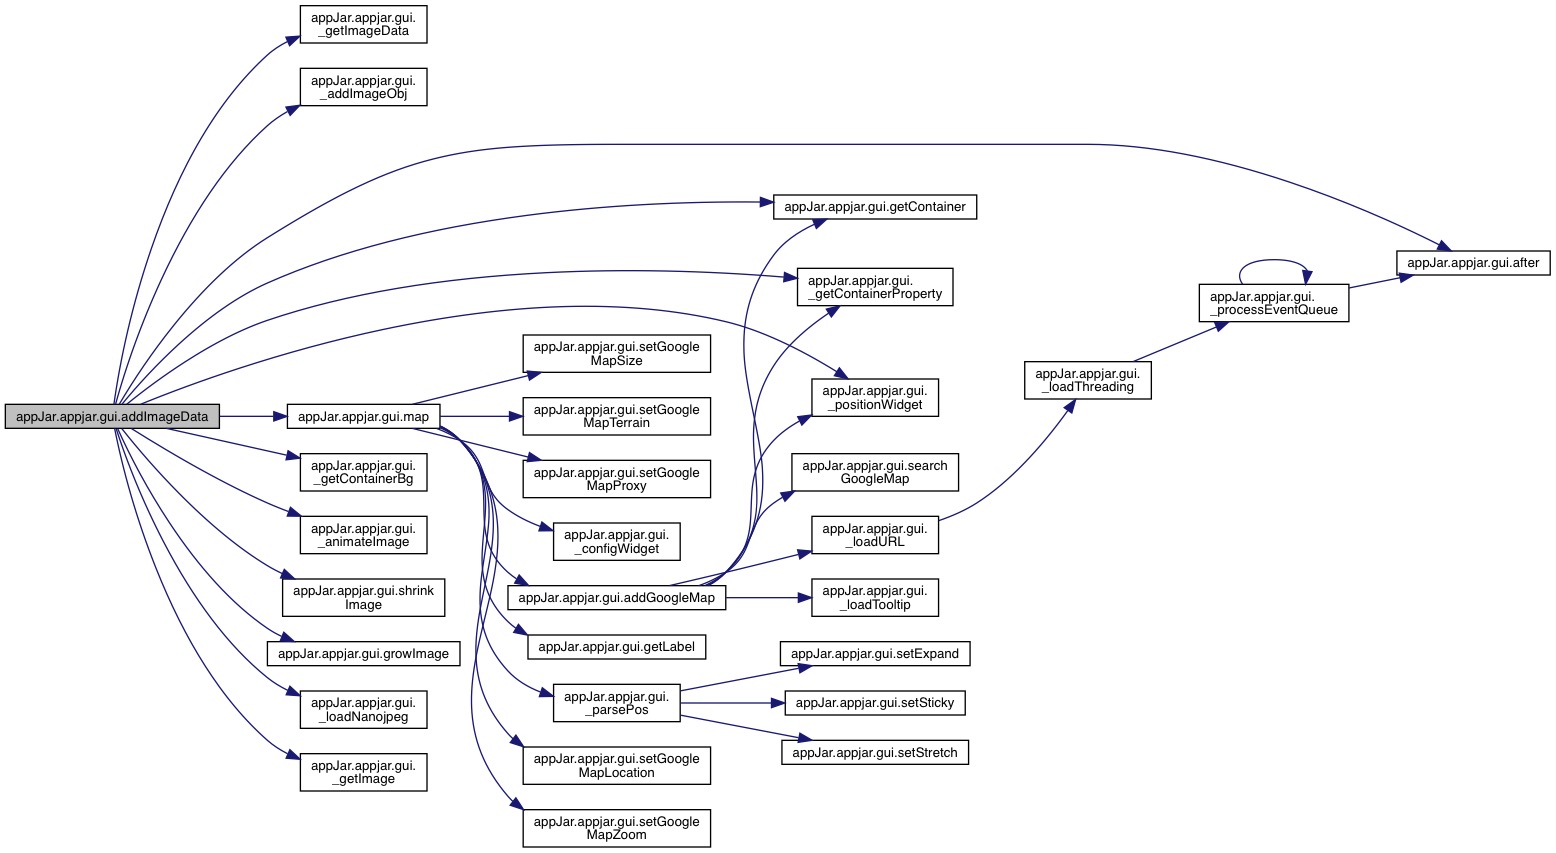 appJar.appjar.gui.
_getImageData
appJar.appjar.gui.
_addImageObj
appJar.appjar.gui.getContainer
appJar.appjar.gui.after
appJar.appjar.gui.
_getContainerProperty
appJar.appjar.gui.
_processEventQueue
appJar.appjar.gui.setGoogle
MapSize
appJar.appjar.gui.
_loadThreading
appJar.appjar.gui.
_positionWidget
appJar.appjar.gui.addImageData
appJar.appjar.gui.map
appJar.appjar.gui.setGoogle
MapTerrain
appJar.appjar.gui.
_getContainerBg
appJar.appjar.gui.setGoogle
MapProxy
appJar.appjar.gui.search
GoogleMap
appJar.appjar.gui.
_animateImage
appJar.appjar.gui.
_configWidget
appJar.appjar.gui.
_loadURL
appJar.appjar.gui.shrink
Image
appJar.appjar.gui.addGoogleMap
appJar.appjar.gui.
_loadTooltip
appJar.appjar.gui.growImage
appJar.appjar.gui.getLabel
appJar.appjar.gui.setExpand
appJar.appjar.gui.
_loadNanojpeg
appJar.appjar.gui.
_parsePos
appJar.appjar.gui.setSticky
appJar.appjar.gui.setStretch
appJar.appjar.gui.
_getImage
appJar.appjar.gui.setGoogle
MapLocation
appJar.appjar.gui.setGoogle
MapZoom